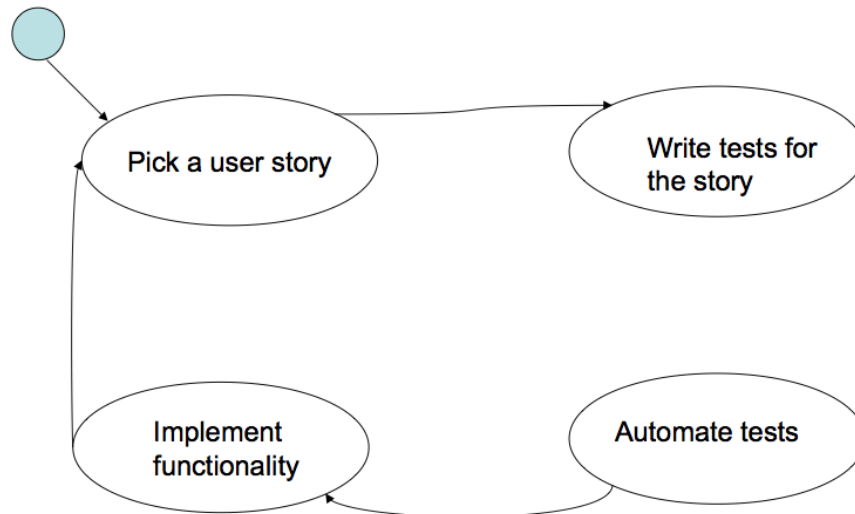 Pick a user story
Write tests for
the story
Implement
functionality
Automate tests